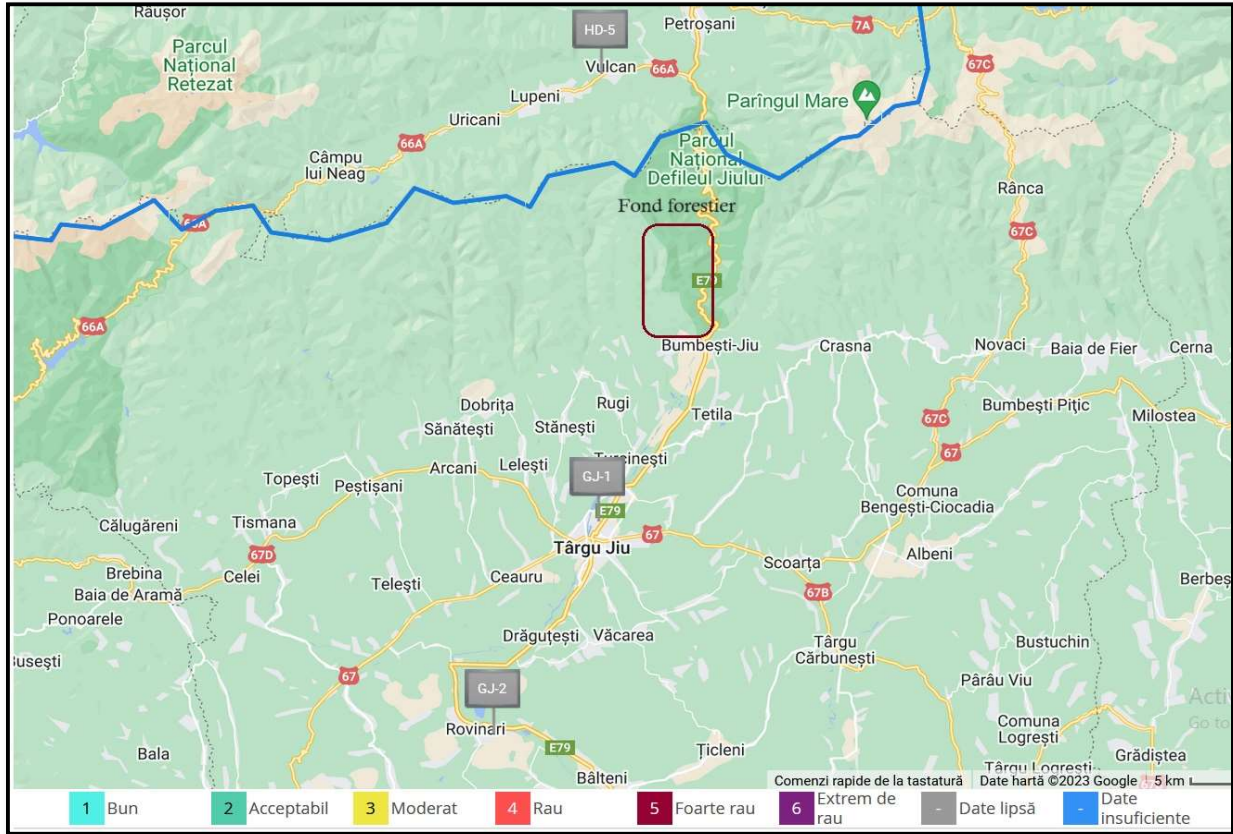 Râușor
Petroșani
HD-5
7A
Parcul
Național
Retezat
Vulcan
66A
67C
Lupeni
Parîngul Mare
Uricani
66A
Parcul
Național
Defileul Jiului
Câmpu
lui Neag
Rânca
Fond forestier
66A
67C
E79
66A
Bumbești-Jiu
Crasna
Novaci
Baia de Fier
Cerna
Dobrița
Rugi
Tetila
Bumbești Pițic
Milostea
Sănătești
Stănești
67C
67
Turcinești
Arcani
Lelești
GJ-1
Topești
Peștișani
Comuna
Bengești-Ciocadia
E79
Călugăreni
Tismana
67
Târgu Jiu
67D
Albeni
Scoarța
Brebina
Celei
Ceauru
Telești
67B
Baia de Aramă
Ponoarele
Drăguțești
Văcarea
Târgu
Cărbunești
Bustuchin
67
GJ-2
Pârâu Viu
Rovinari
Comuna
Logrești
E79
Bala
Țicleni
Grădiștea
Târgu Logrești
Bâlteni
Comenzi rapide de la tastatură
Date hartă ©2023 Google
5 km
1 Bun
2 Acceptabil
3 Moderat
4 Rau
5 Foarte rau
6 Extrem de
rau
- Date lipsă
- Date
insuficiente